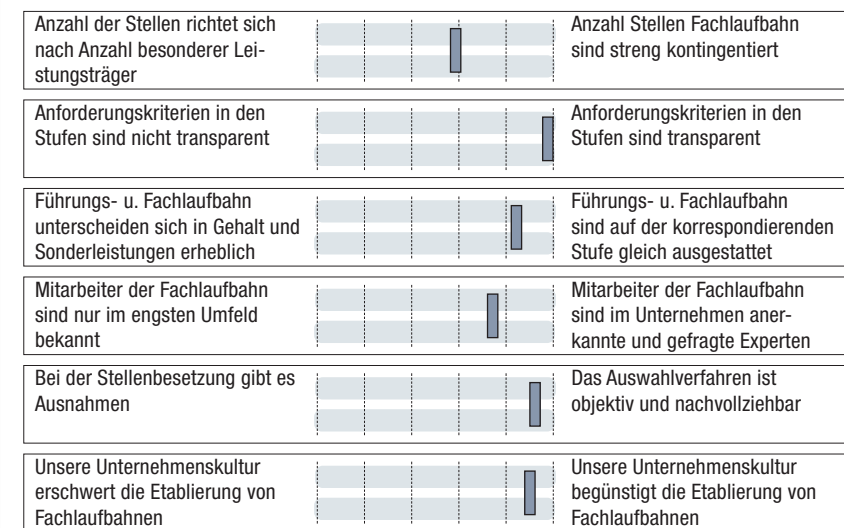 Anzahl der Stellen richtet sich
nach Anzahl besonderer Lei-
stungsträger
Anzahl Stellen Fachlaufbahn
sind streng kontingentiert
Anforderungskriterien in den
Stufen sind nicht transparent
Anforderungskriterien in den
Stufen sind transparent
Führungs- u. Fachlaufbahn
unterscheiden sich in Gehalt und
Sonderleistungen erheblich
Führungs- u. Fachlaufbahn
sind auf der korrespondierenden
Stufe gleich ausgestattet
Mitarbeiter der Fachlaufbahn
sind nur im engsten Umfeld
bekannt
Mitarbeiter der Fachlaufbahn
sind im Unternehmen aner-
kannte und gefragte Experten
Bei der Stellenbesetzung gibt es
Ausnahmen
Das Auswahlverfahren ist
objektiv und nachvollziehbar
Unsere Unternehmenskultur
erschwert die Etablierung von
Fachlaufbahnen
Unsere Unternehmenskultur
begünstigt die Etablierung von
Fachlaufbahnen